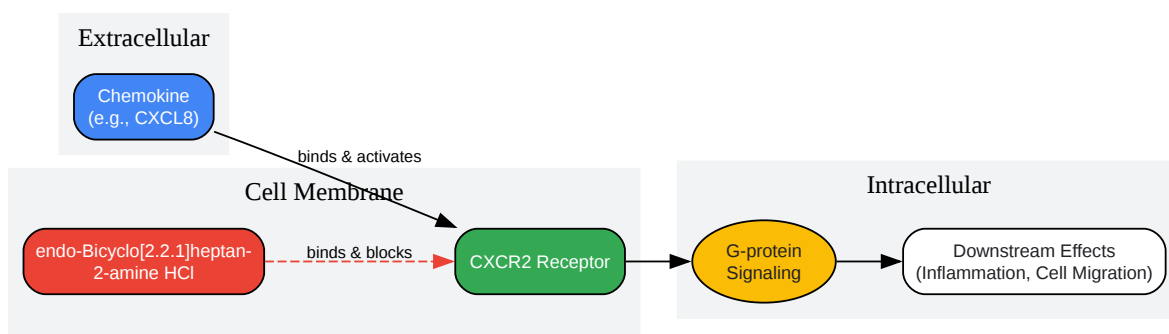 Extracellular
Chemokine
(e.g., CXCL8)
binds & activates
Cell Membrane
endo-Bicyclo[2.2.1]heptan-
2-amine HCl
binds & blocks
CXCR2 Receptor
Intracellular
G-protein
Signaling
Downstream Effects
(Inflammation, Cell Migration)